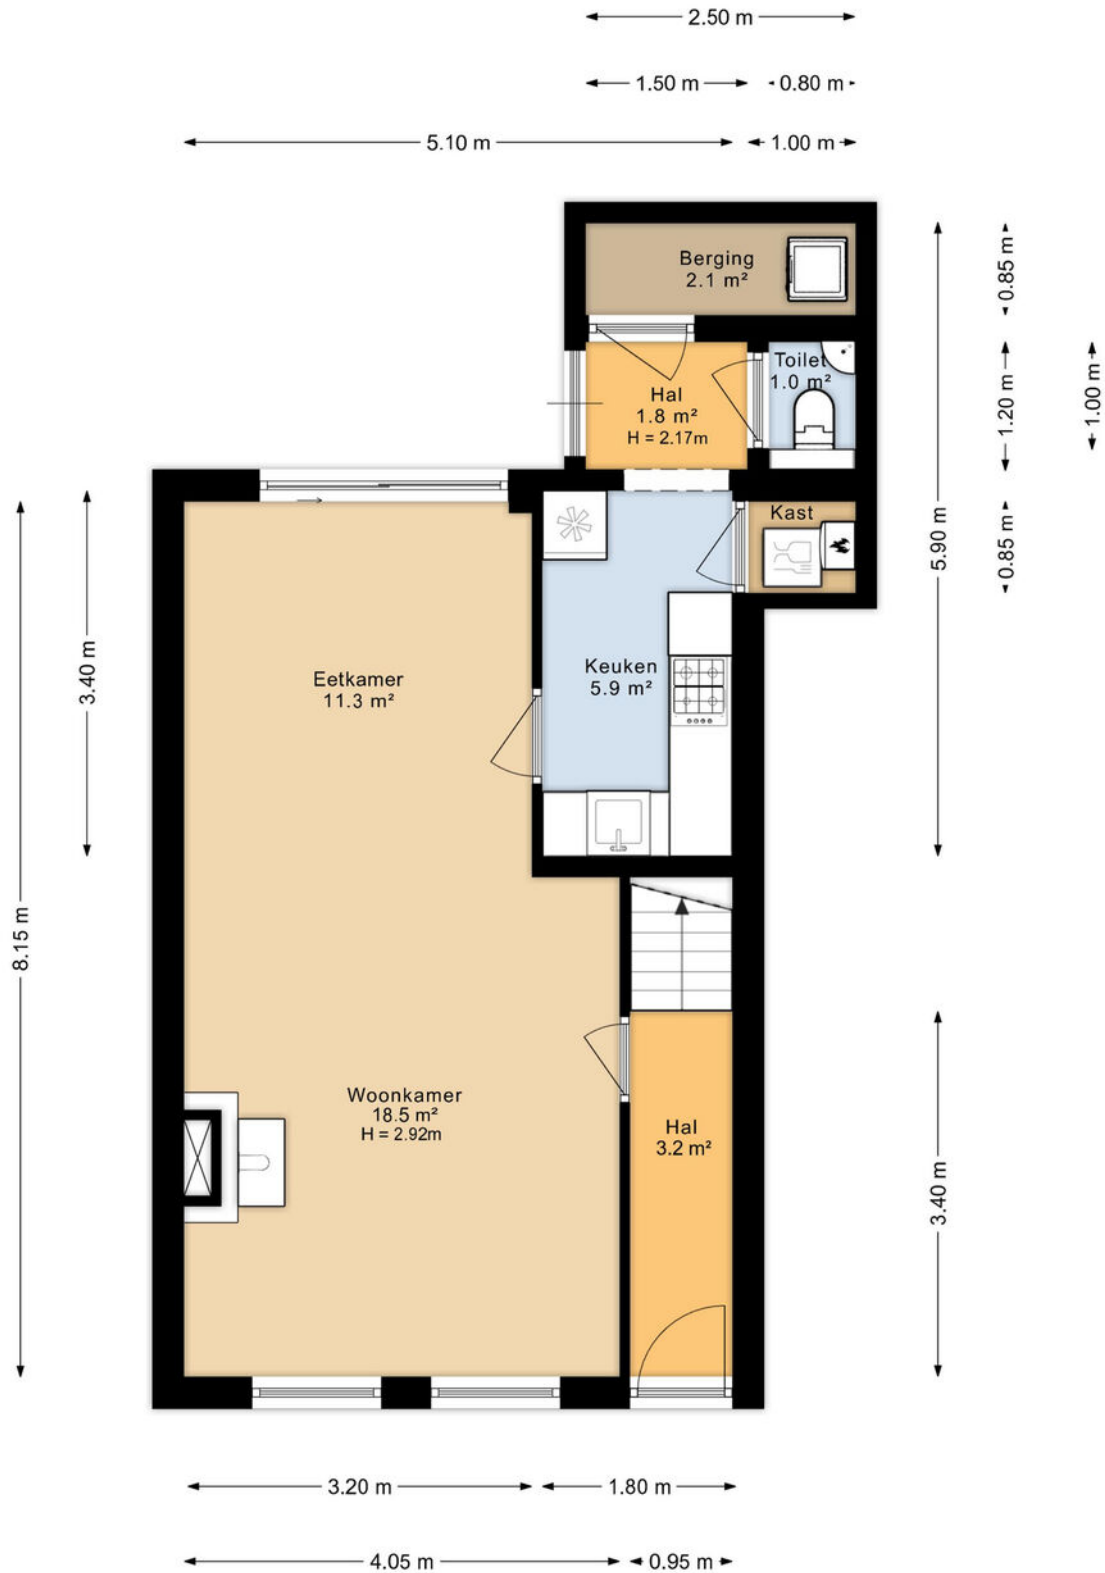 2.50 m
1.50 m
0.80 m
5.10 m
1.00 m
Berging
2.1 m²
0.85 m
Toilet
1.0 m²
Hal
1.8 m²
H = 2.17m
1.20 m
1.00 m
Kast
0.85 m
5.90 m
3.40 m
Eetkamer
11.3 m²
Keuken
5.9 m²
8.15 m
Woonkamer
18.5 m²
H = 2.92m
Hal
3.2 m²
3.40 m
3.20 m
1.80 m
4.05 m
0.95 m